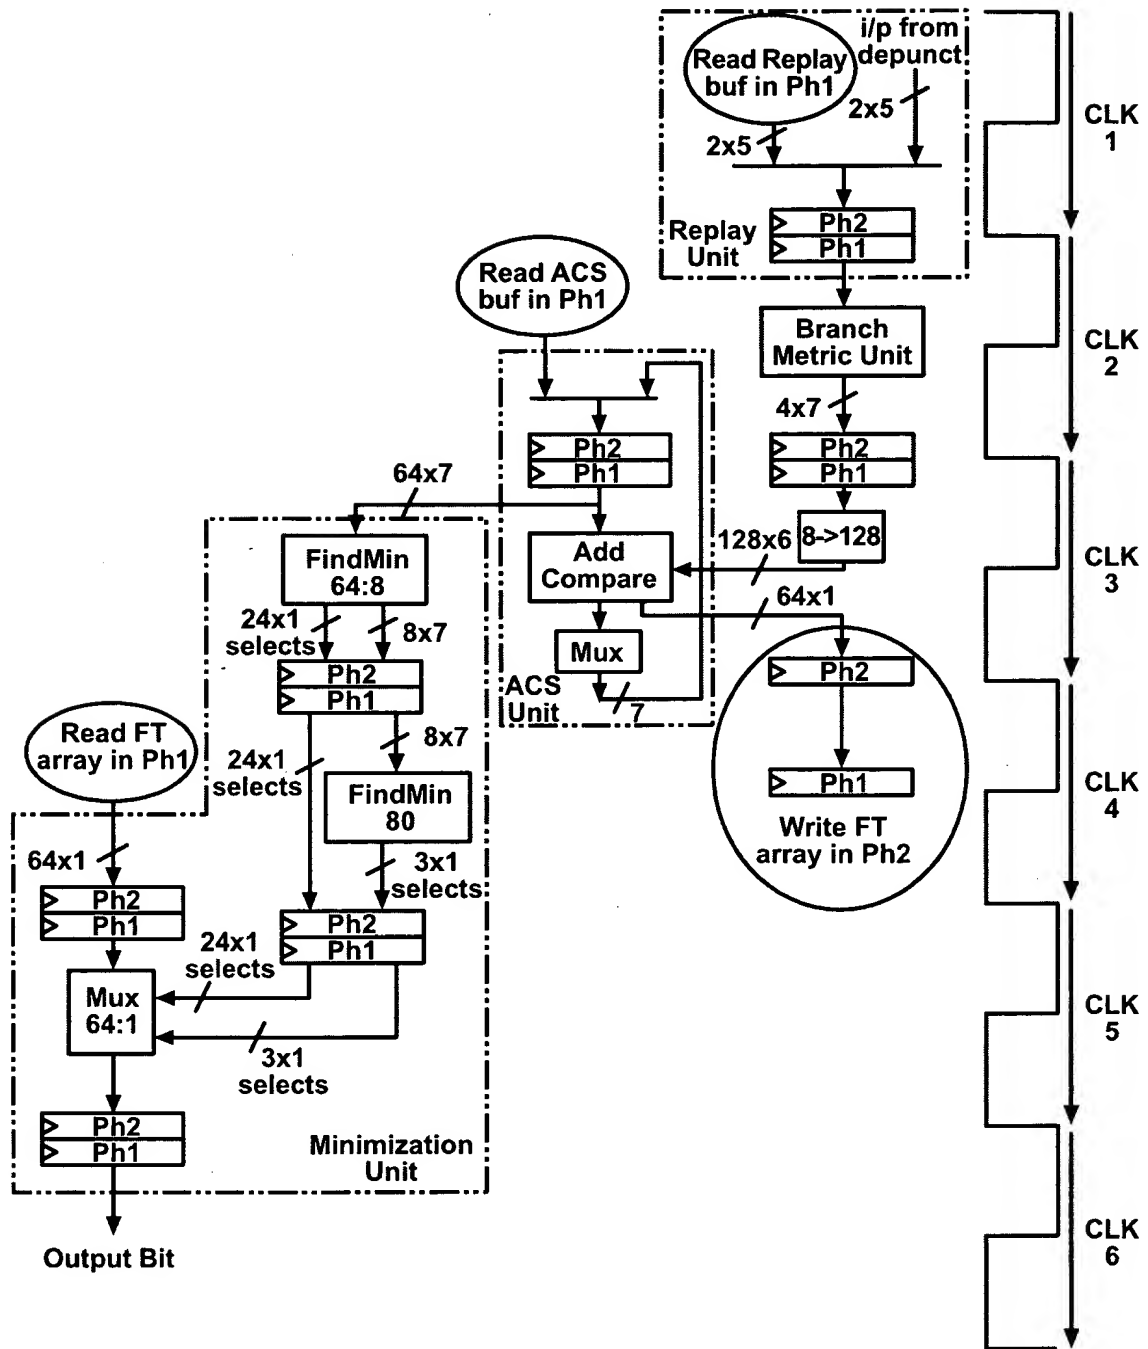 i/p from
depunct
Read Replay
buf in Ph1
2x5
2x5
CLK
1
Ph2
Ph1
Replay
Unit
Read ACS
buf in Ph1
Branch
Metric Unit
CLK
2
4x7
Ph2
Ph1
Ph2
Ph1
64x7
8->128
128x6
Add
Compare
CLK
3
FindMin
64:8
64x1
24x1
selects
8x7
Mux
Ph2
Ph1
ACS
Unit
7
Ph2
Read FT
array in Ph1
8x7
24x1
selects
FindMin
80
Ph1
CLK
4
Write FT
array in Ph2
64x1
3x1
selects
Ph2
Ph1
Ph2
Ph1
24x1
selects
Mux
64:1
CLK
5
3x1
selects
Ph2
Ph1
Minimization
Unit
CLK
6
Output Bit